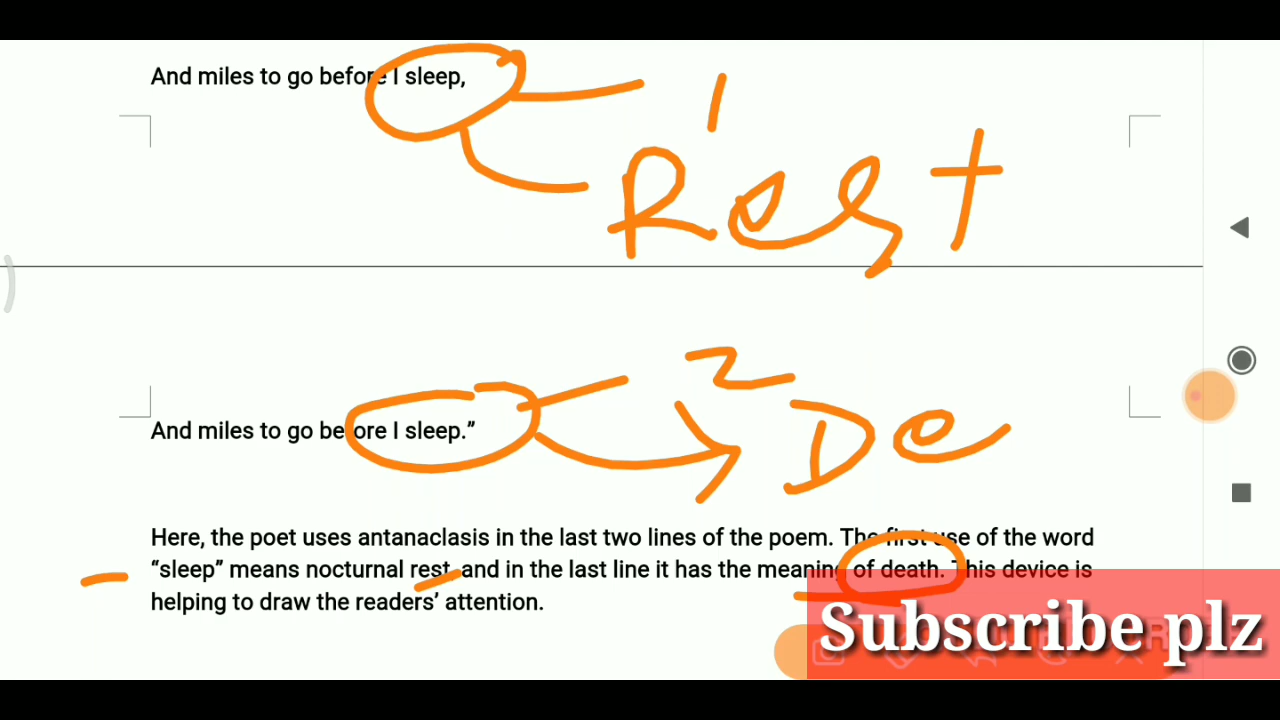 And miles to go before I sleep,
1
Rest
2
And miles to go before I sleep.”
De
Here, the poet uses antanaclasis in the last two lines of the poem. The first use of the word
“sleep” means nocturnal rest, and in the last line it has the meaning of death. This device is
helping to draw the readers’ attention.
Subscribe plz